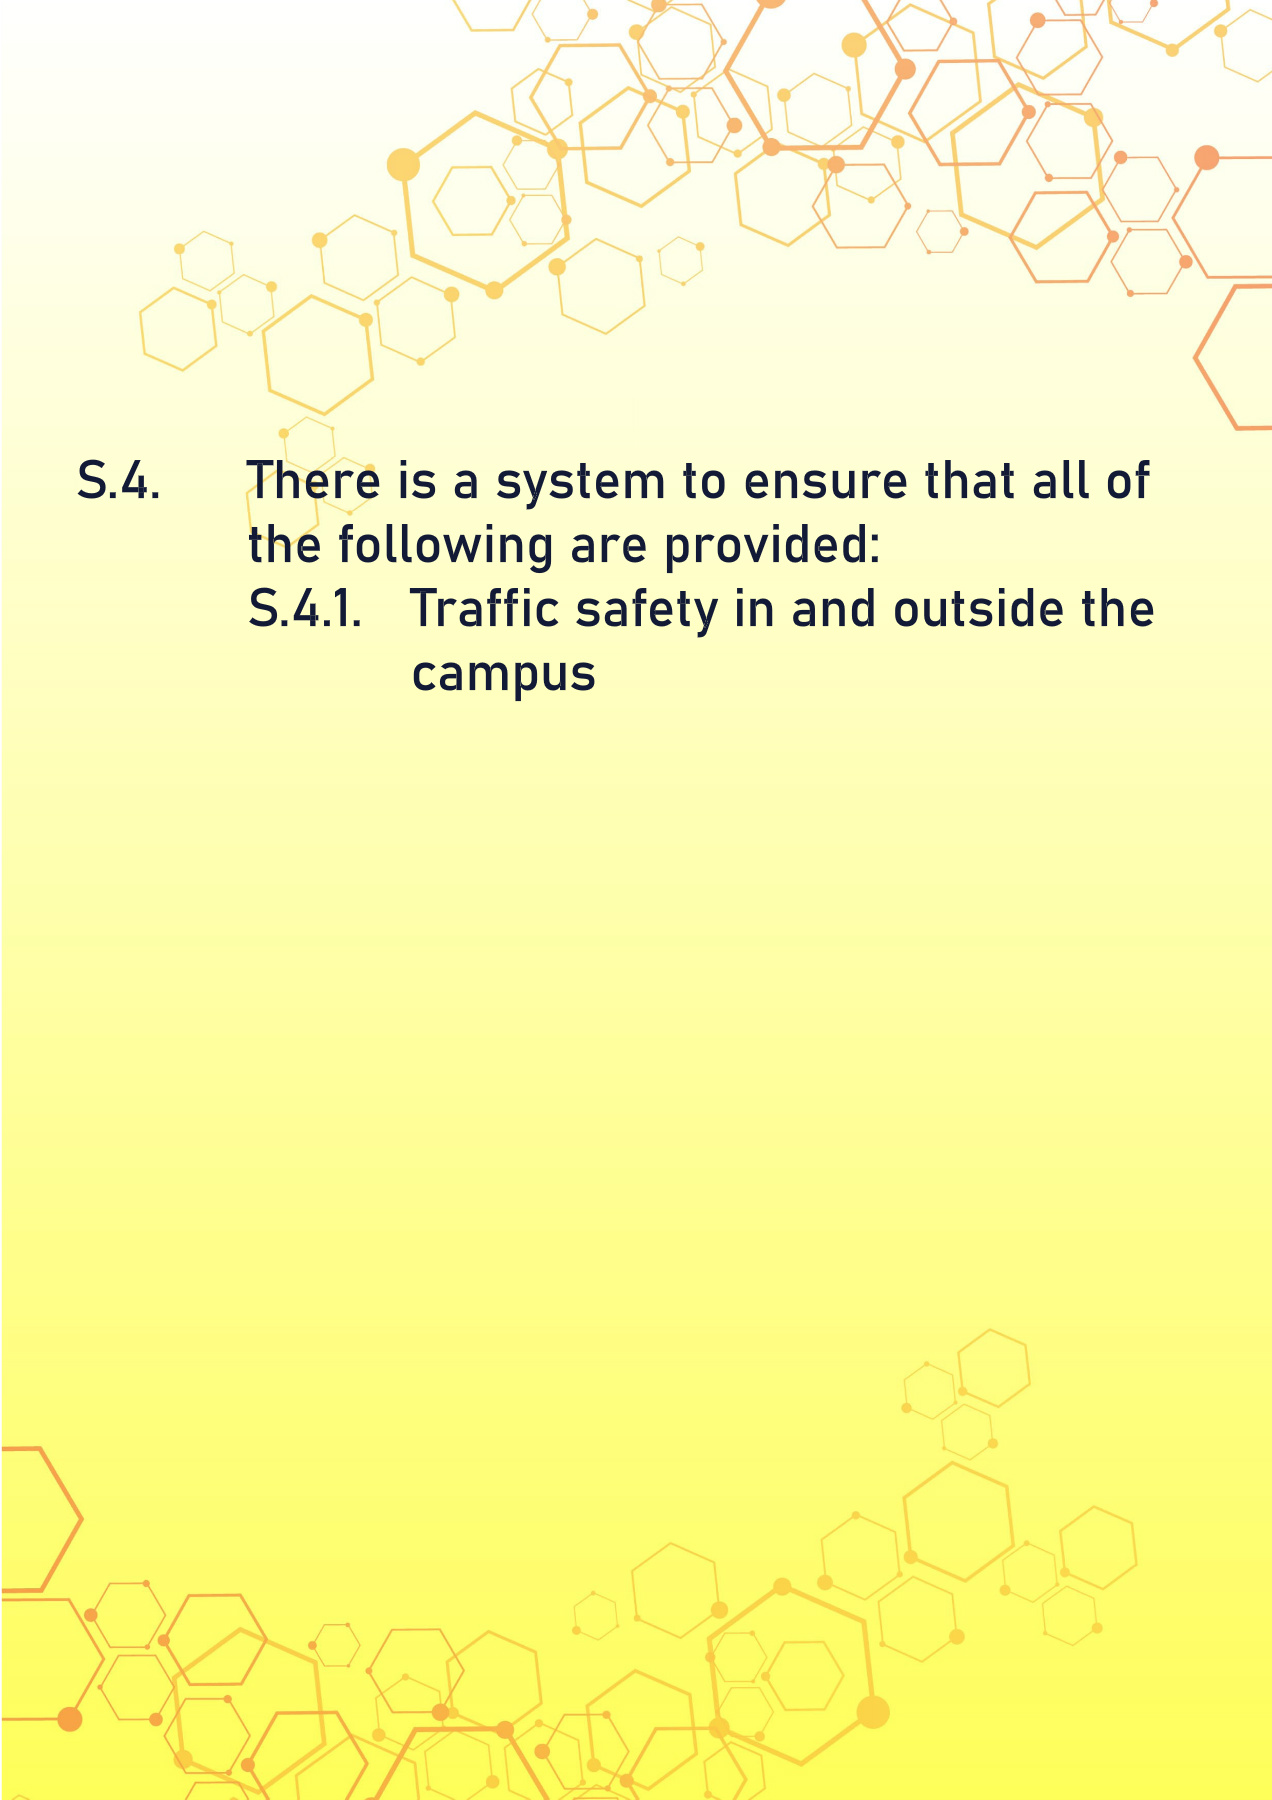 S.4. There is a system to ensure that all of
the following are provided:
S.4.1. Traffic safety in and outside the
campus